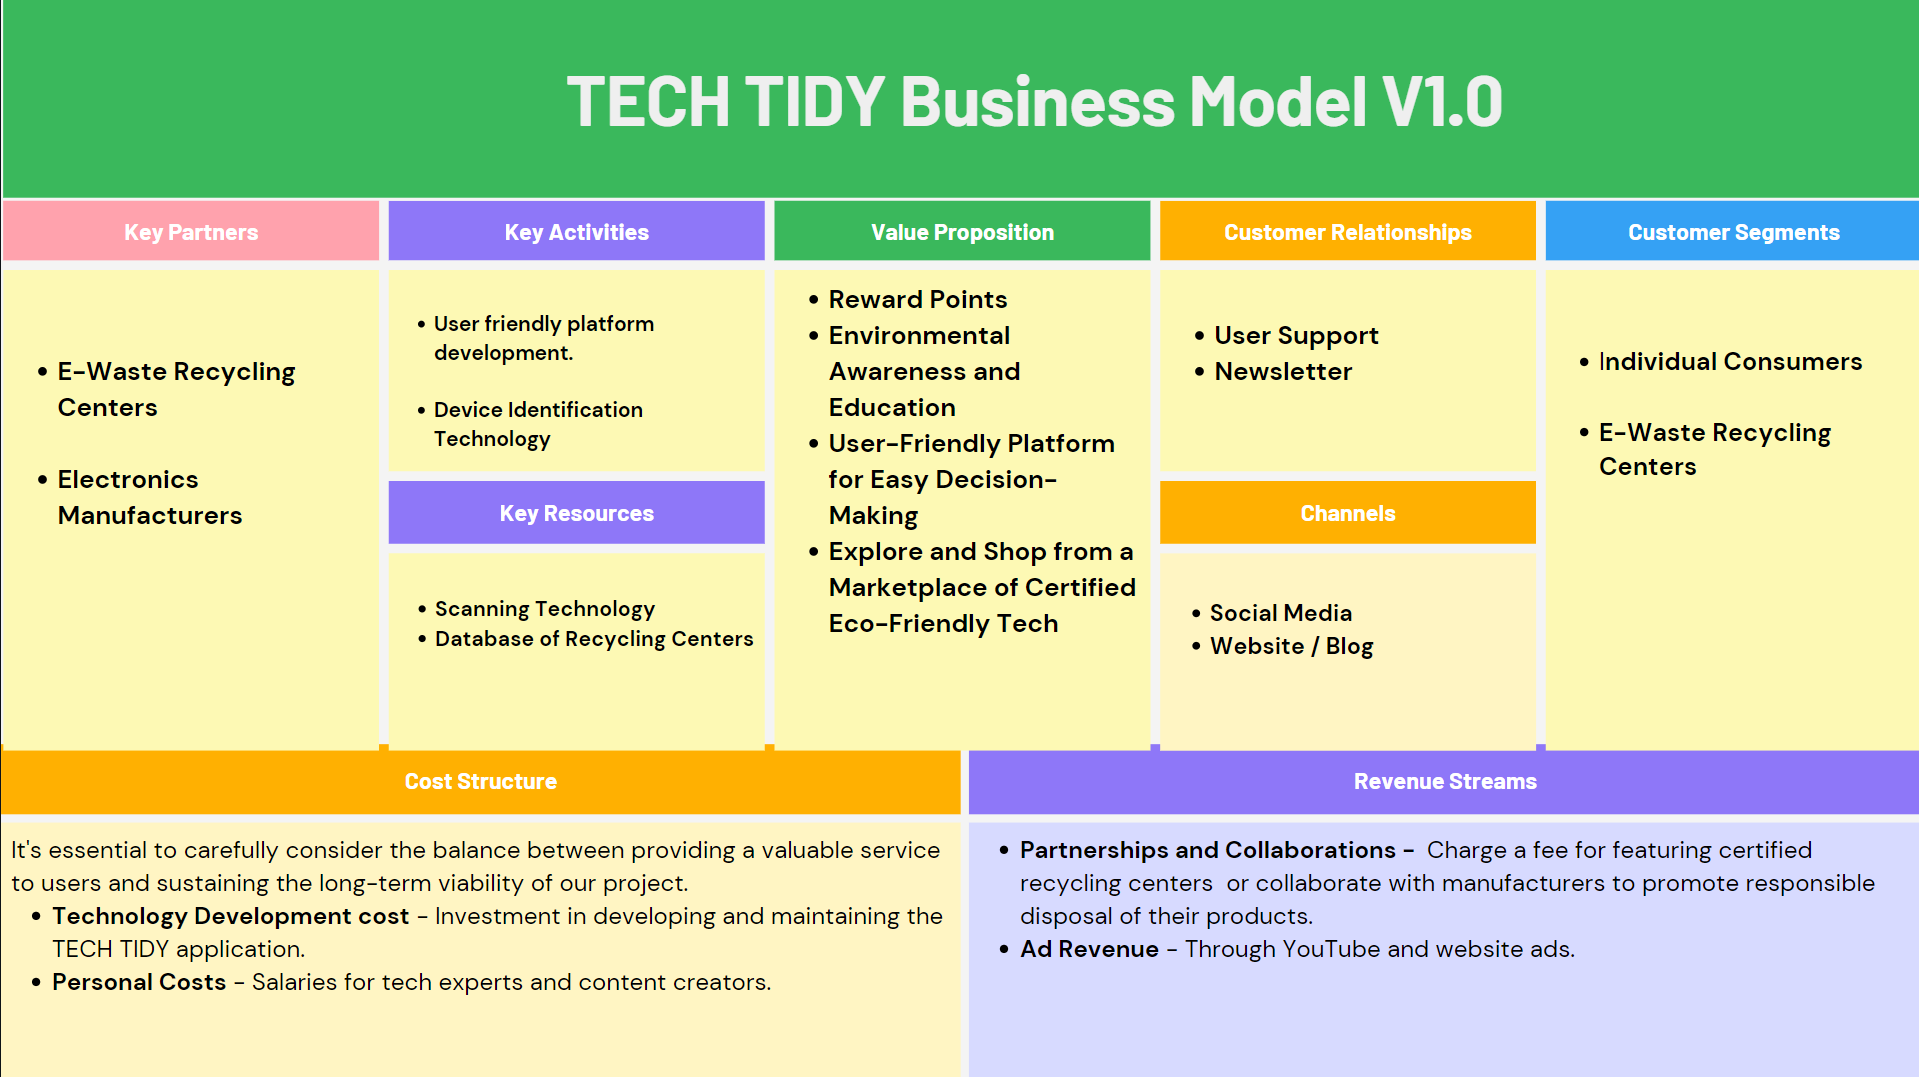 TECH TIDY Business Model V1.0
Key Partners
• E-Waste Recycling
Centers
• Electronics
Manufacturers
Key Activities
• User friendly platform
development.
• Device Identification
Technology
Key Resources
• Scanning Technology
• Database of Recycling Centers
Value Proposition
• Reward Points
• Environmental
Awareness and
Education
• User-Friendly Platform
for Easy Decision-
Making
• Explore and Shop from a
Marketplace of Certified
Eco-Friendly Tech
Customer Relationships
• User Support
• Newsletter
Channels
• Social Media
• Website / Blog
Customer Segments
• Individual Consumers
• E-Waste Recycling
Centers
Cost Structure
It's essential to carefully consider the balance between providing a valuable service
to users and sustaining the long-term viability of our project.
• Technology Development cost - Investment in developing and maintaining the
TECH TIDY application.
• Personal Costs - Salaries for tech experts and content creators.
Revenue Streams
• Partnerships and Collaborations - Charge a fee for featuring certified
recycling centers or collaborate with manufacturers to promote responsible
disposal of their products.
• Ad Revenue - Through YouTube and website ads.